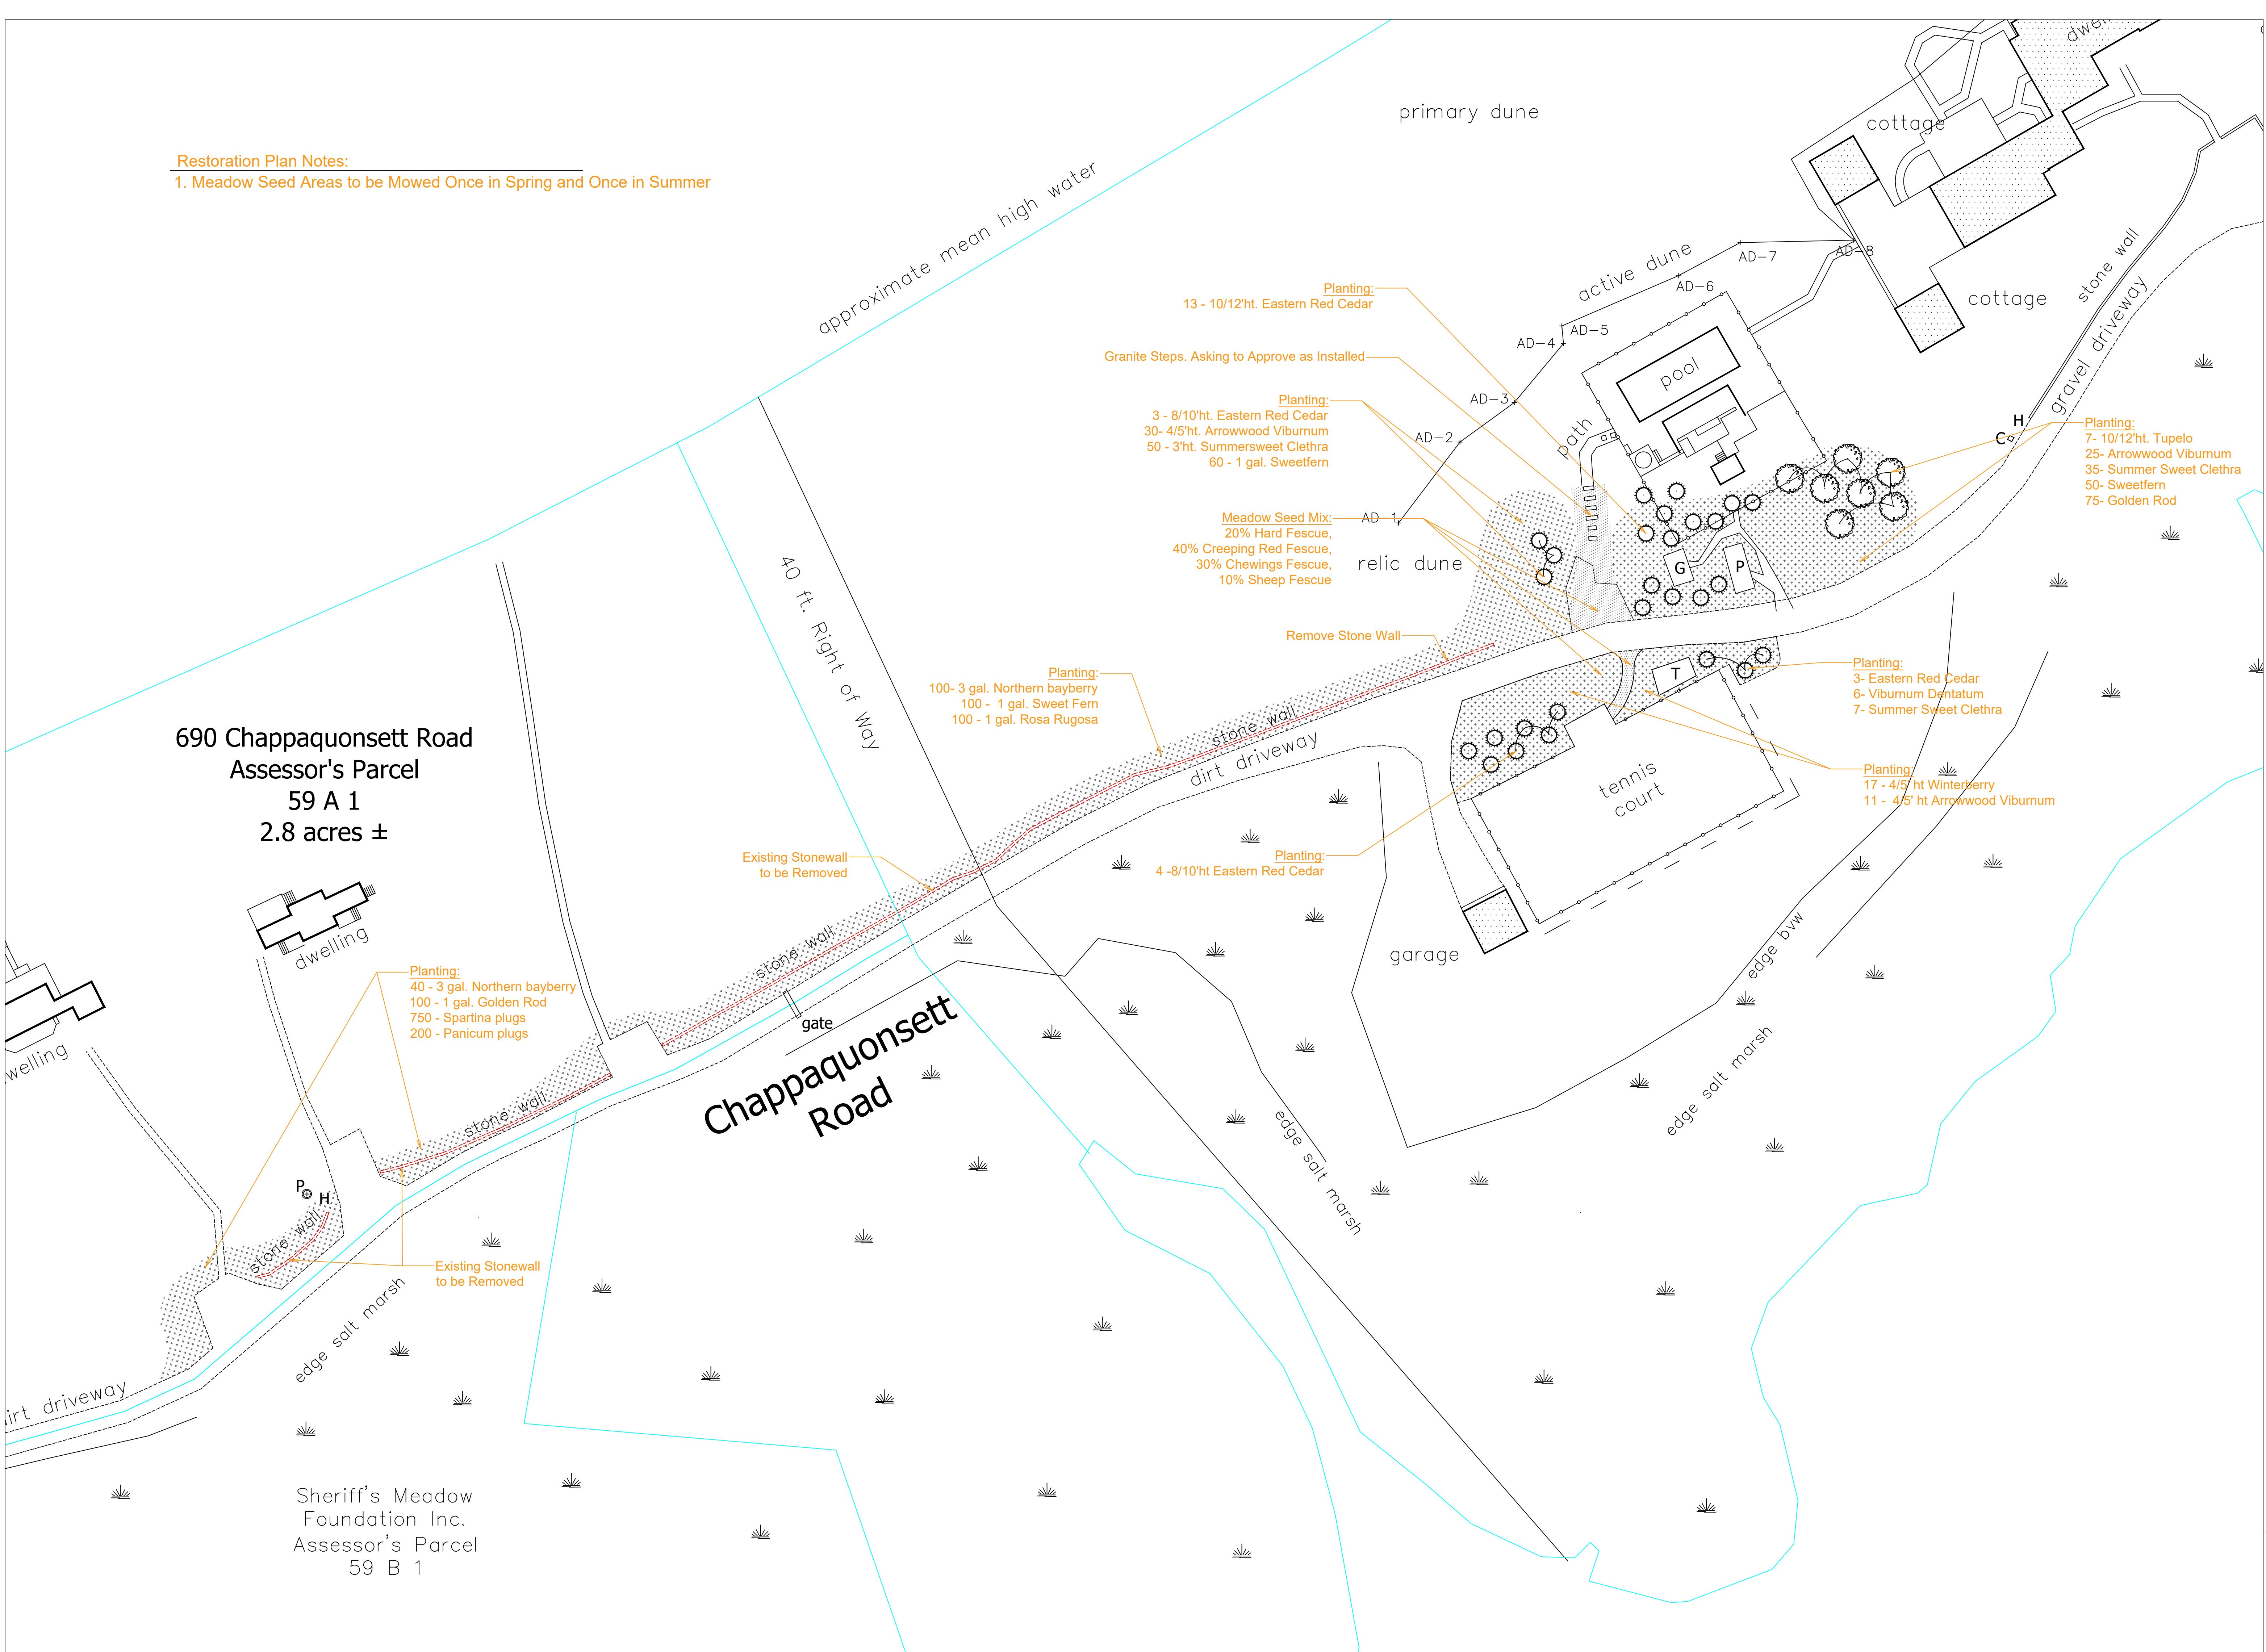 Restoration Plan Notes:
1. Meadow Seed Areas to be Mowed Once in Spring and Once in Summer
approximate mean high water
primary dune
active dune
AD-1
AD-2
AD-3
AD-4
AD-5
AD-6
AD-7
AD-8
cottage
cottage
stone wall
gravel driveway
H
C
pool
path
relic dune
Planting:
13 - 10/12'ht. Eastern Red Cedar
Granite Steps. Asking to Approve as Installed
Planting:
3 - 8/10'ht. Eastern Red Cedar
30- 4/5'ht. Arrowwood Viburnum
50 - 3'ht. Summersweet Clethra
60 - 1 gal. Sweetfern
Meadow Seed Mix:
20% Hard Fescue,
40% Creeping Red Fescue,
30% Chewings Fescue,
10% Sheep Fescue
Planting:
7- 10/12'ht. Tupelo
25- Arrowwood Viburnum
35- Summer Sweet Clethra
50- Sweetfern
75- Golden Rod
G
P
T
Remove Stone Wall
Planting:
100- 3 gal. Northern bayberry
100 - 1 gal. Sweet Fern
100 - 1 gal. Rosa Rugosa
Planting:
3- Eastern Red Cedar
6- Viburnum Dentatum
7- Summer Sweet Clethra
Planting:
17 - 4/5' ht Winterberry
11 - 4/5' ht Arrowwood Viburnum
Planting:
4 -8/10'ht Eastern Red Cedar
tennis
court
garage
40 ft. Right of Way
stone wall
dirt driveway
690 Chappaquonsett Road
Assessor's Parcel
59 A 1
2.8 acres ±
Existing Stonewall
to be Removed
stone wall
gate
Chappaquonsett
Road
dwelling
Planting:
40 - 3 gal. Northern bayberry
100 - 1 gal. Golden Rod
750 - Spartina plugs
200 - Panicum plugs
stone wall
P
H
stone wall
Existing Stonewall
to be Removed
edge salt marsh
edge salt marsh
edge bvw
edge salt marsh
Sheriff's Meadow
Foundation Inc.
Assessor's Parcel
59 B 1
welling
irt driveway